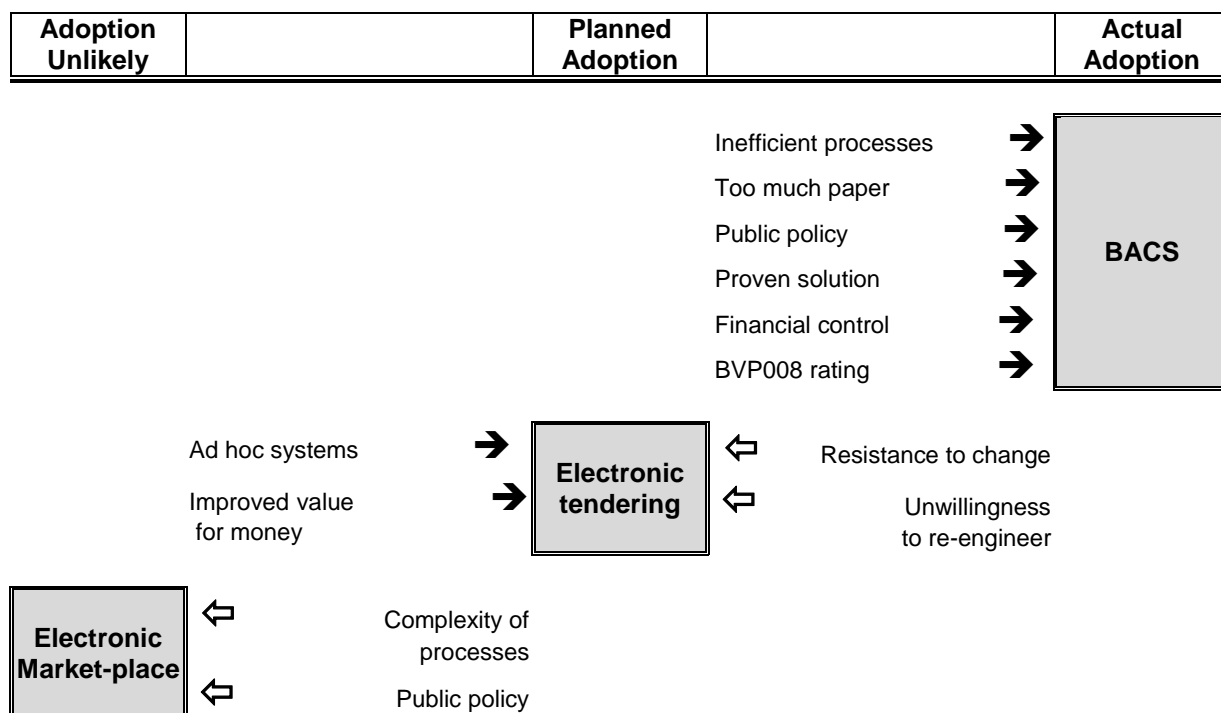 Adoption
Unlikely
Planned
Adoption
Actual
Adoption
Inefficient processes
Too much paper
Public policy
Proven solution
Financial control
BVP008 rating
BACS
Ad hoc systems
Improved value
for money
Electronic
tendering
Resistance to change
Unwillingness
to re-engineer
Electronic
Market-place
Complexity of
processes
Public policy